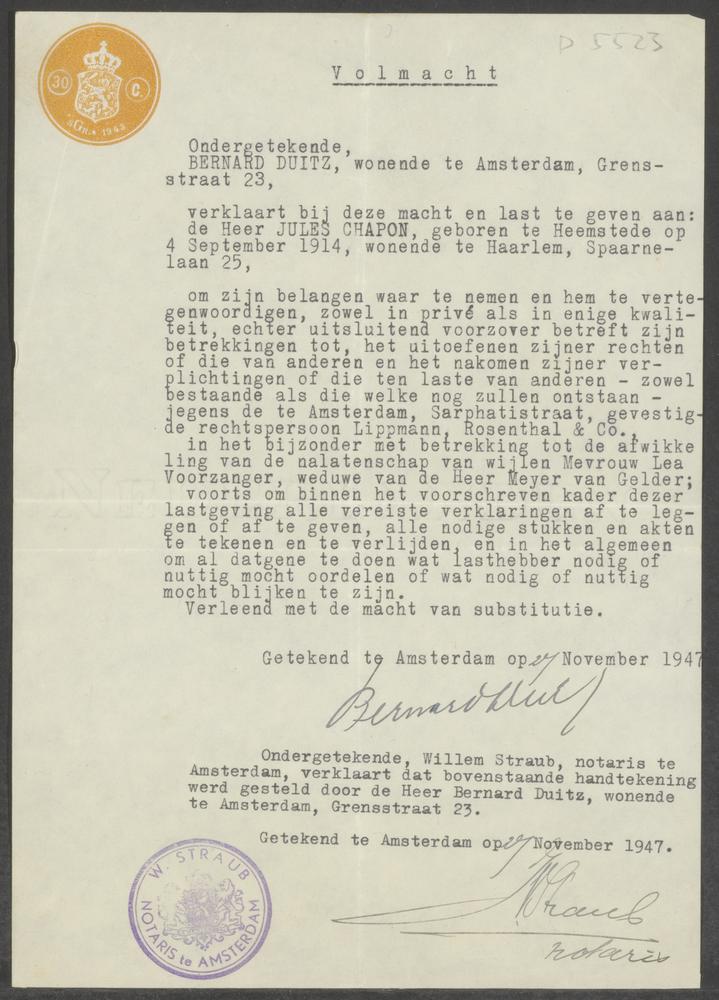 D 5523
30 C.
"sGr." 1943
Volmacht
Ondergetekende,
BERNARD DUITZ, wonende te Amsterdam, Grens-
straat 23,
verklaart bij deze macht en last te geven aan:
de Heer JULES CHAPON, geboren te Heemstede op
4 September 1914, wonende te Haarlem, Spaarne-
laan 25,
om zijn belangen waar te nemen en hem te verte-
genwoordigen, zowel in privé als in enige kwali-
teit, echter uitsluitend voorzover betreft zijn
betrekkingen tot, het uitoefenen zijner rechten
of die van anderen en het nakomen zijner ver-
plichtingen of die ten laste van anderen - zowel
bestaande als die welke nog zullen ontstaan -
jegens de te Amsterdam, Sarphatistraat, gevestig-
de rechtspersoon Lippmann, Rosenthal & Co.,
in het bijzonder met betrekking tot de afwikke
ling van de nalatenschap van wijlen Mevrouw Lea
Voorzanger, weduwe van de Heer Meyer van Gelder;
voorts om binnen het voorschreven kader dezer
lastgeving alle vereiste verklaringen af te leg-
gen of af te geven, alle nodige stukken en akten
te tekenen en te verlijden, en in het algemeen
om al datgene te doen wat lasthebber nodig of
nuttig mocht oordelen of wat nodig of nuttig
mocht blijken te zijn.
Verleend met de macht van substitutie.
Getekend te Amsterdam op 27 November 1947
Bernard Duitz
Ondergetekende, Willem Straub, notaris te
Amsterdam, verklaart dat bovenstaande handtekening
werd gesteld door de Heer Bernard Duitz, wonende
te Amsterdam, Grensstraat 23.
Getekend te Amsterdam op 27 November 1947.
W. STRAUB
NOTARIS te AMSTERDAM
WStraub
notaris